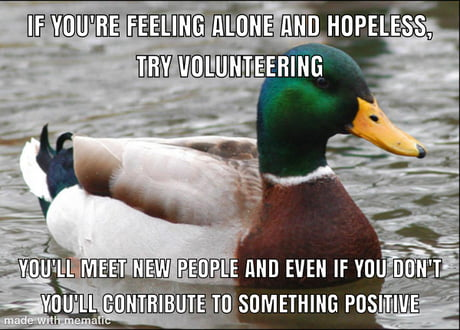 IF YOU'RE FEELING ALONE AND HOPELESS,
TRY VOLUNTEERING
YOU'LL MEET NEW PEOPLE AND EVEN IF YOU DON'T
YOU'LL CONTRIBUTE TO SOMETHING POSITIVE
made with mematic